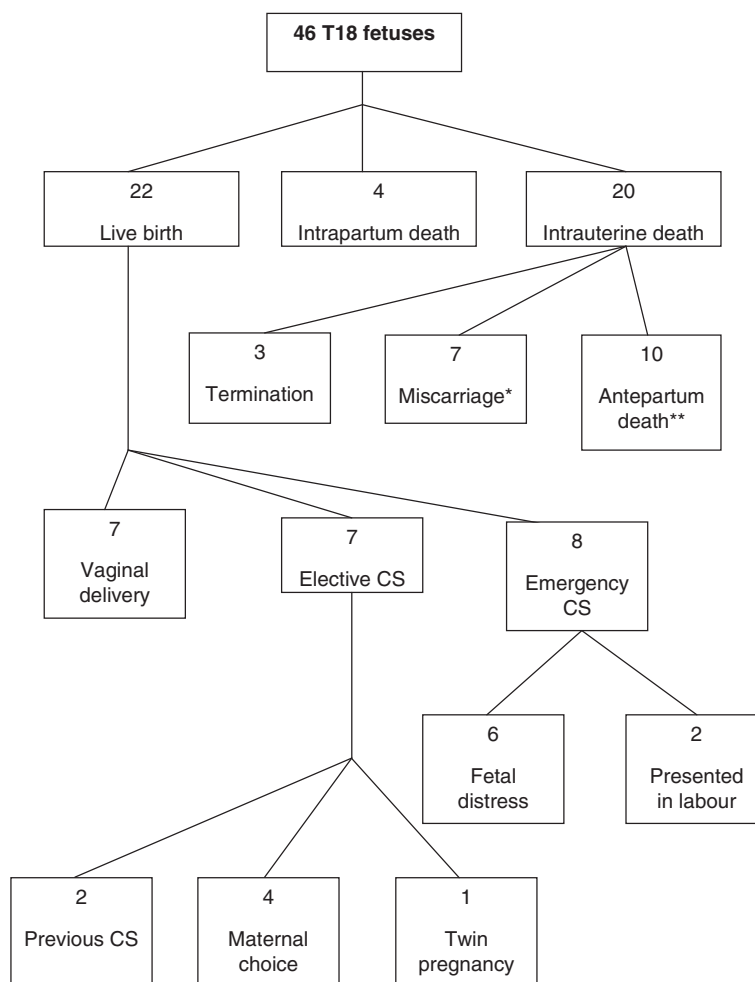 46 T18 fetuses
22
Live birth
4
Intrapartum death
20
Intrauterine death
3
Termination
7
Miscarriage*
10
Antepartum
death**
7
Vaginal
delivery
7
Elective CS
8
Emergency
CS
6
Fetal
distress
2
Presented
in labour
2
Previous CS
4
Maternal
choice
1
Twin
pregnancy